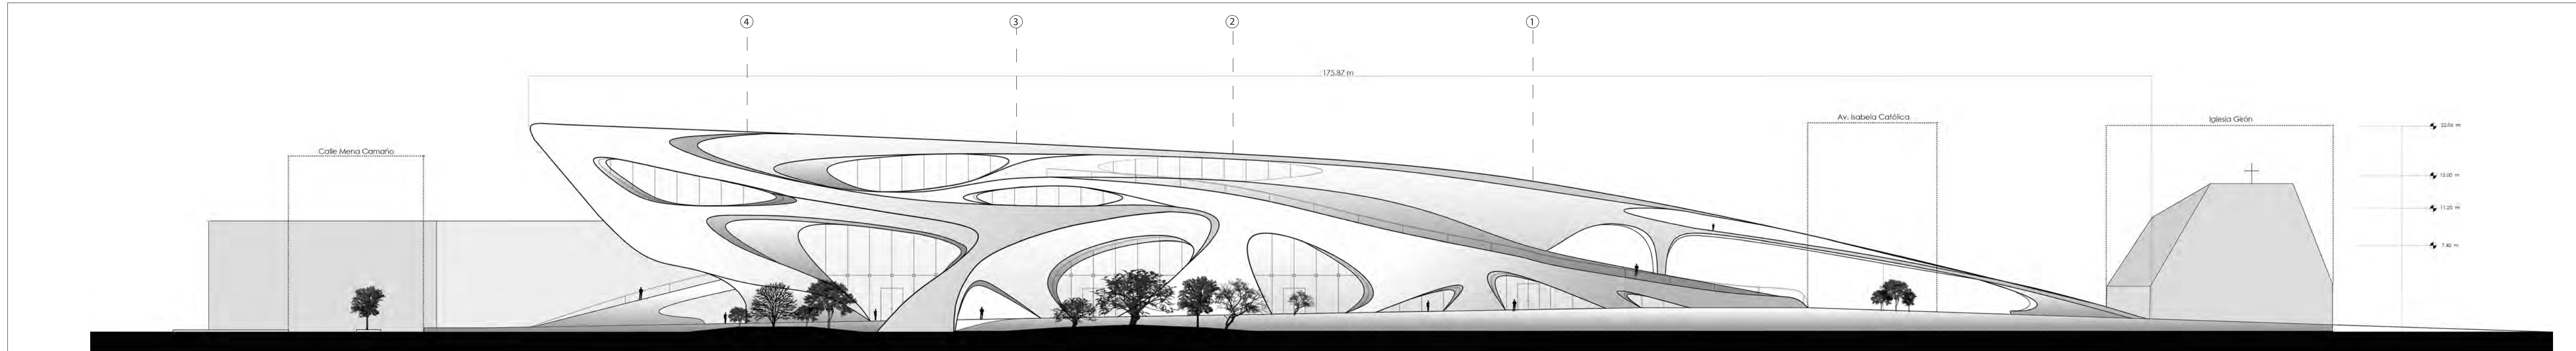 4
3
2
1
175.87 m
Av. Isabela Católica
Iglesia Girón
Calle Mena Camaño
22.06 m
15.00 m
11.20 m
7.40 m